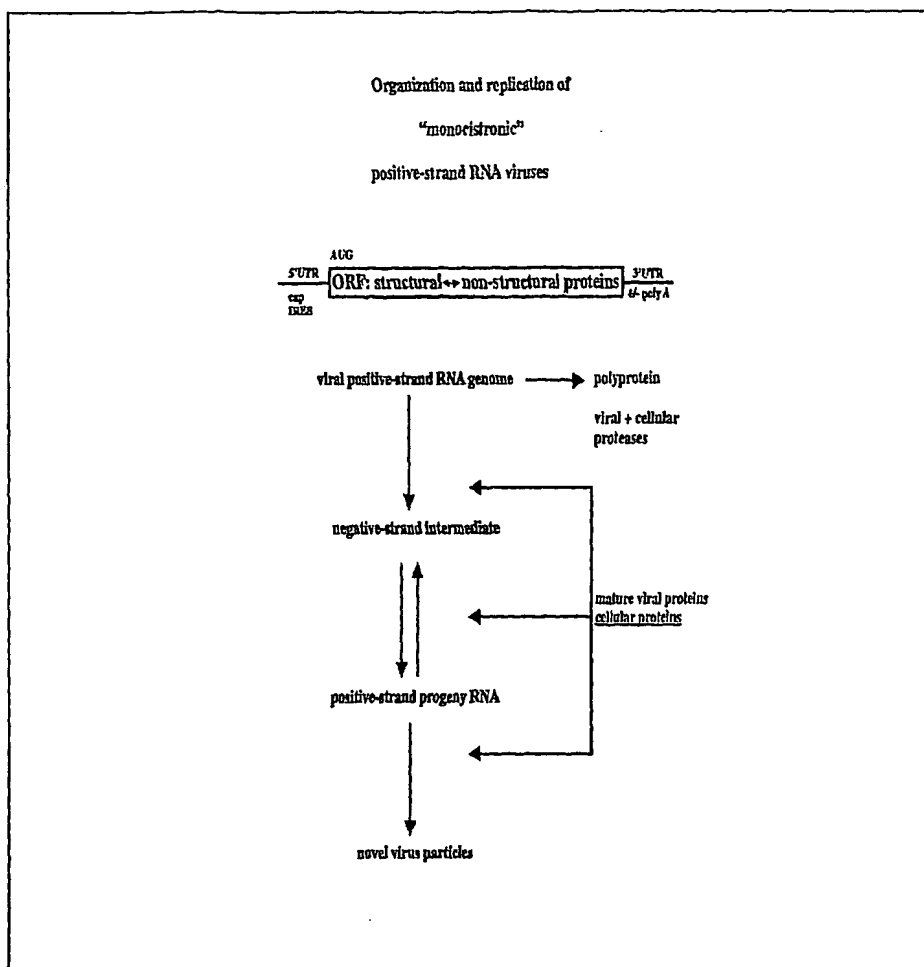 Organization and replication of
"monocistronic"
positive-strand RNA viruses
AUG
5'UTR ORF: structural↔non-structural proteins 3'UTR
cap +/- poly A
IRES
viral positive-strand RNA genome polyprotein
viral + cellular
proteases
negative-strand intermediate
mature viral proteins
cellular proteins
positive-strand progeny RNA
novel virus particles